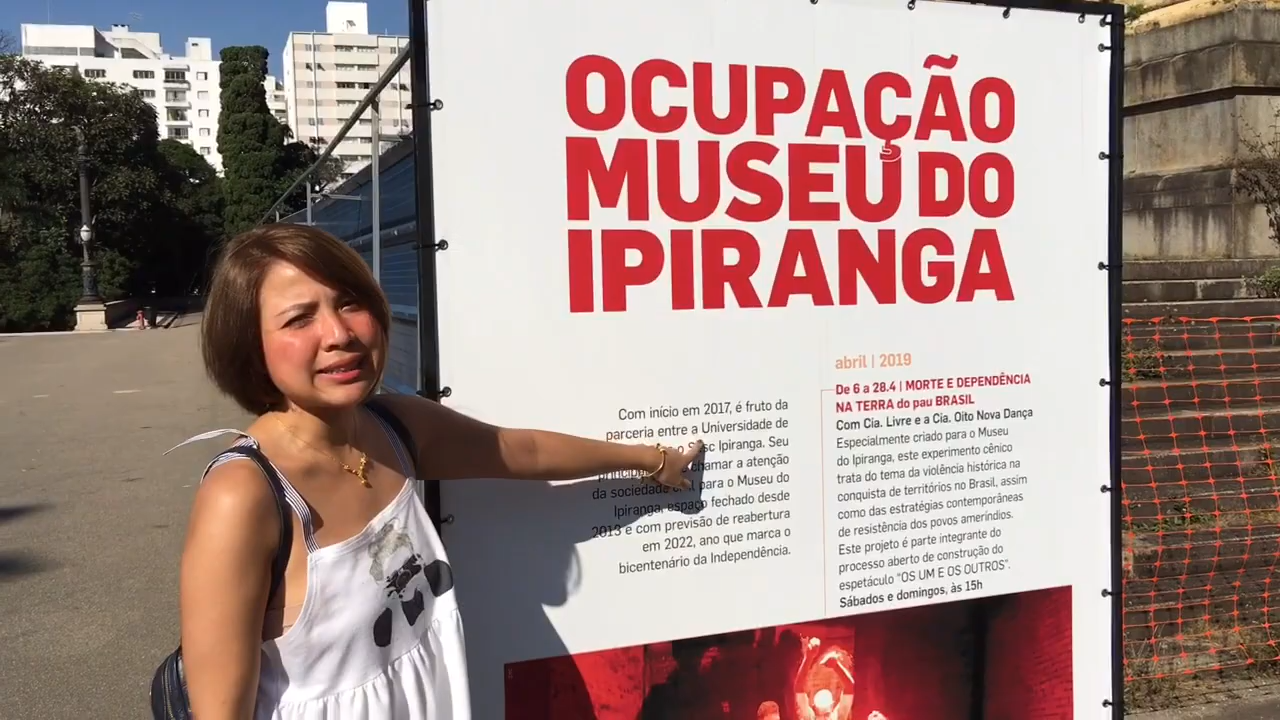 OCUPAÇÃO
MUSEU DO
IPIRANGA
Com início em 2017, é fruto da
parceria entre a Universidade de
o Sesc Ipiranga. Seu
chamar a atenção
da sociedade para o Museu do
Ipiranga, espaço fechado desde
2013 e com previsão de reabertura
em 2022, ano que marca o
bicentenário da Independência.
abril | 2019
De 6 a 28.4 | MORTE E DEPENDÊNCIA
NA TERRA do pau BRASIL
Com Cia. Livre e a Cia. Oito Nova Dança
Especialmente criado para o Museu
do Ipiranga, este experimento cênico
trata do tema da violência histórica na
conquista de territórios no Brasil, assim
como das estratégias contemporâneas
de resistência dos povos ameríndios.
Este projeto é parte integrante do
processo aberto de construção do
espetáculo "OS UM E OS OUTROS".
Sábados e domingos, às 15h